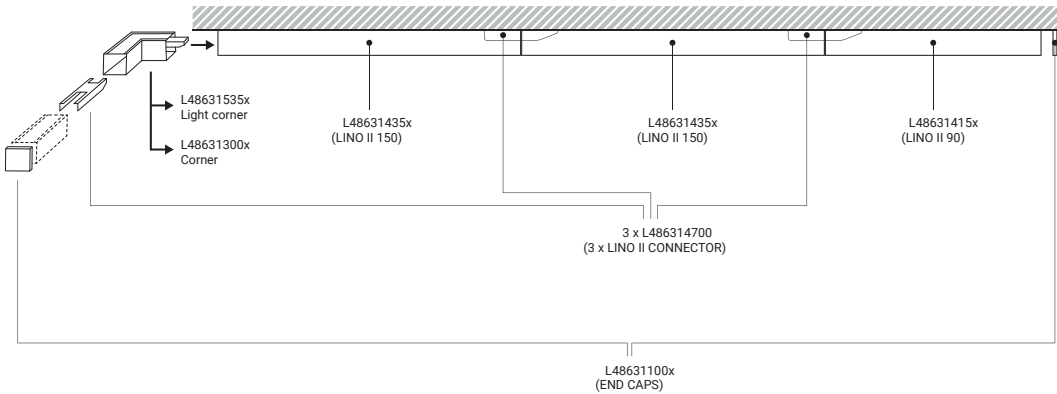 L48631535x
Light corner
L48631300x
Corner
L48631435x
(LINO II 150)
L48631435x
(LINO II 150)
L48631415x
(LINO II 90)
3 x L486314700
(3 x LINO II CONNECTOR)
L48631100x
(END CAPS)